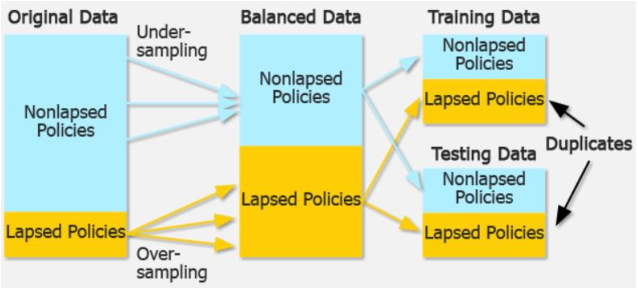 Original Data
Under-
sampling
Nonlapsed
Policies
Lapsed Policies
Over-
sampling
Balanced Data
Nonlapsed
Policies
Lapsed Policies
Training Data
Nonlapsed
Policies
Lapsed Policies
Duplicates
Testing Data
Nonlapsed
Policies
Lapsed Policies